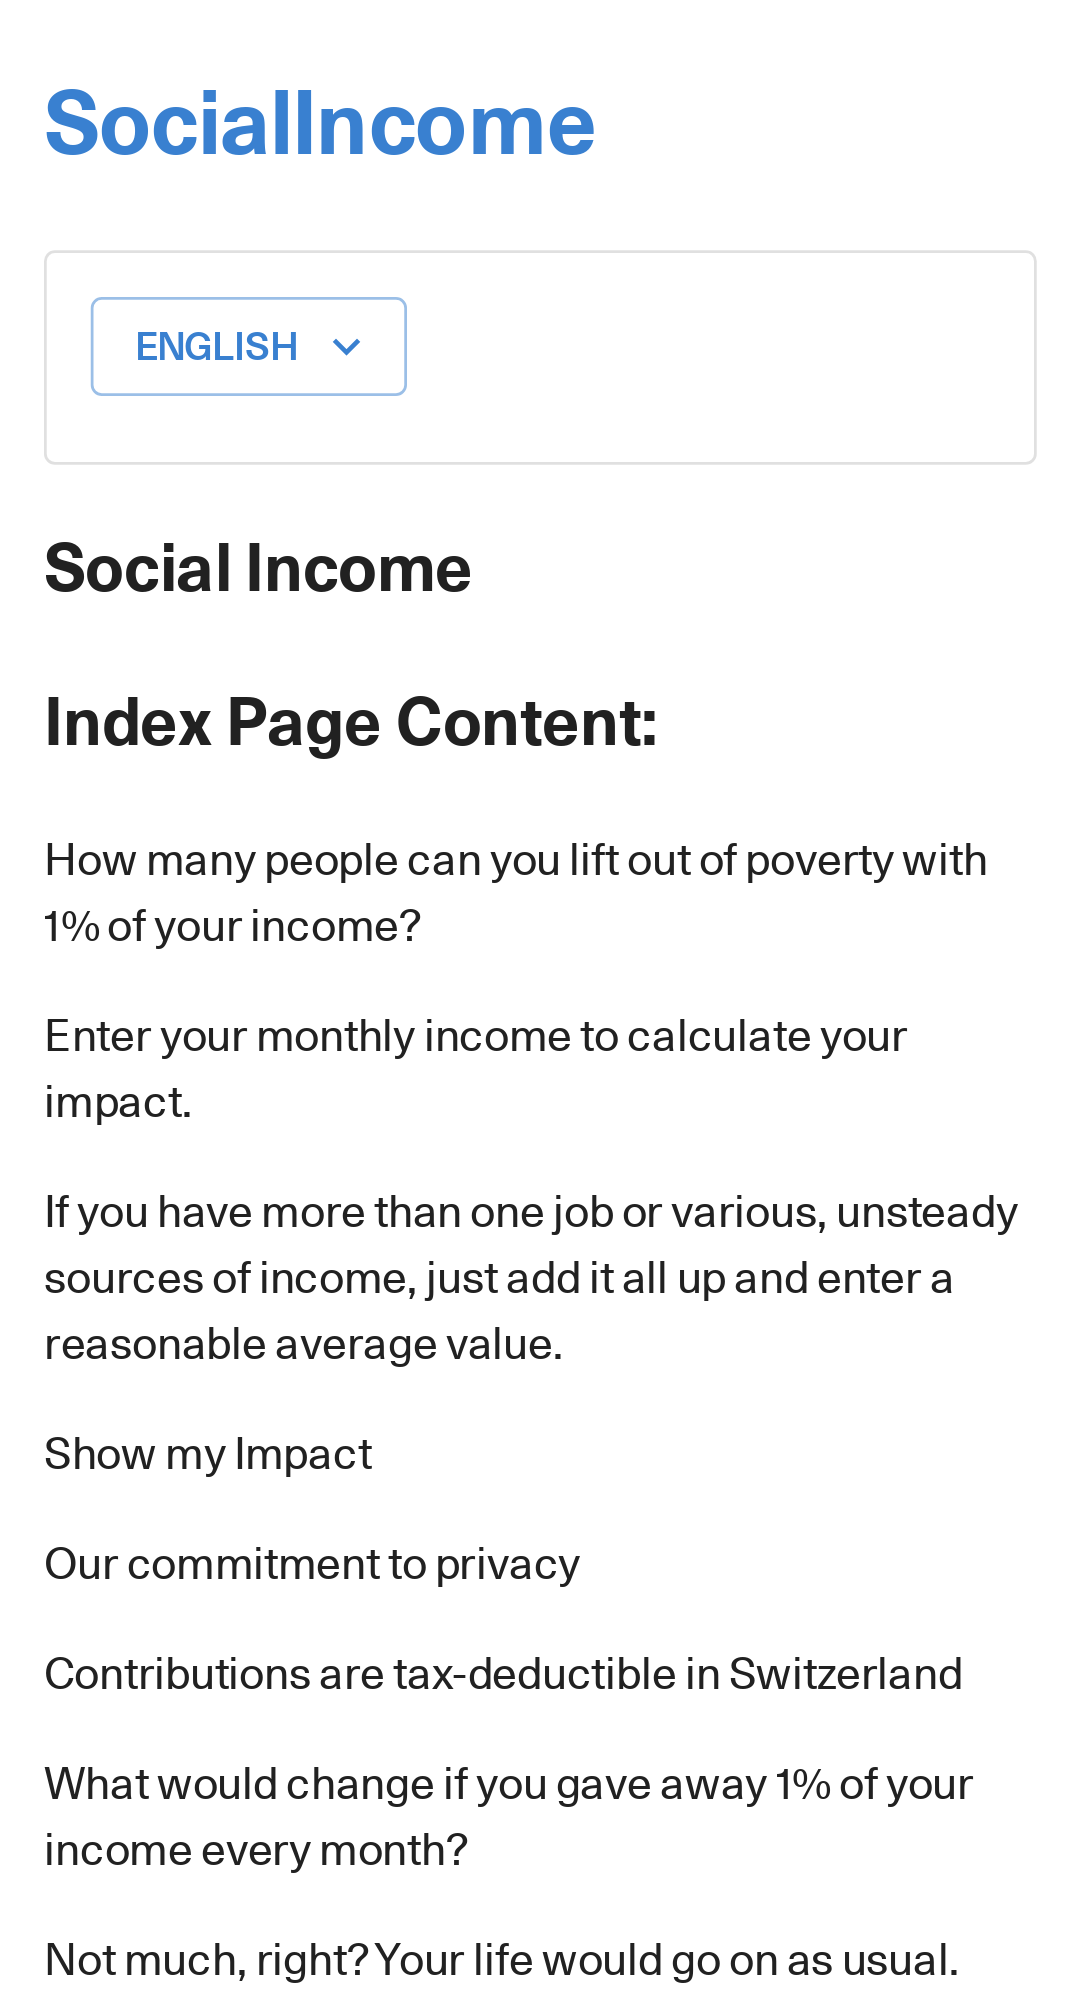 SocialIncome
ENGLISH
Social Income
Index Page Content:
How many people can you lift out of poverty with
1% of your income?
Enter your monthly income to calculate your
impact.
If you have more than one job or various, unsteady
sources of income, just add it all up and enter a
reasonable average value.
Show my Impact
Our commitment to privacy
Contributions are tax-deductible in Switzerland
What would change if you gave away 1% of your
income every month?
Not much, right? Your life would go on as usual.